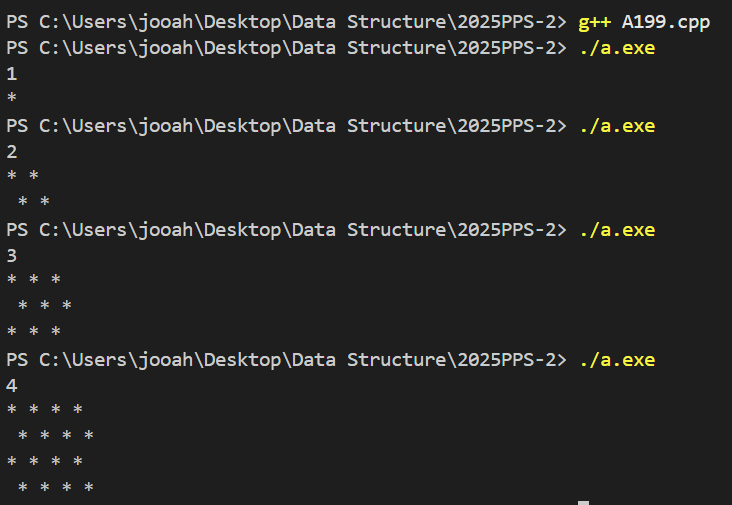 PS C:\Users\jooah\Desktop\Data Structure\2025PPS-2> g++ A199.cpp
PS C:\Users\jooah\Desktop\Data Structure\2025PPS-2> ./a.exe
1
*
PS C:\Users\jooah\Desktop\Data Structure\2025PPS-2> ./a.exe
2
* *
 * *
PS C:\Users\jooah\Desktop\Data Structure\2025PPS-2> ./a.exe
3
* * *
 * * *
* * *
PS C:\Users\jooah\Desktop\Data Structure\2025PPS-2> ./a.exe
4
* * * *
 * * * *
* * * *
 * * * *